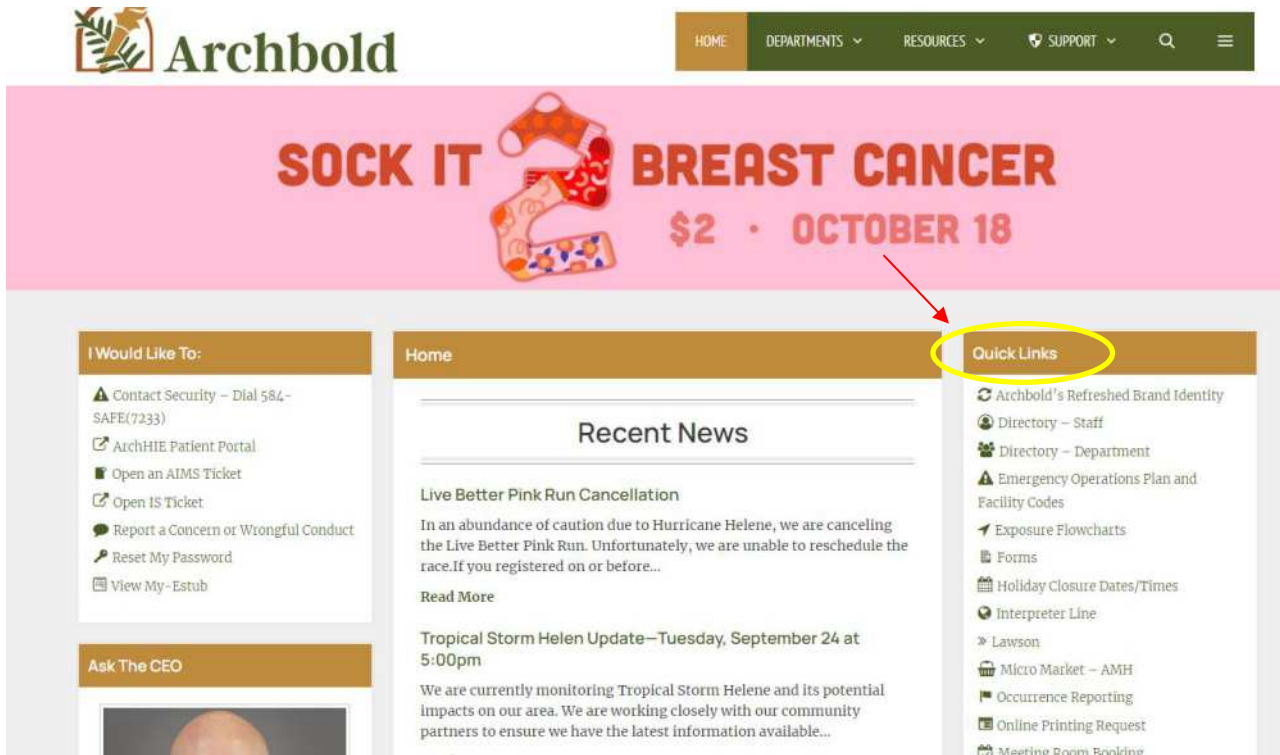 Archbold
HOME DEPARTMENTS RESOURCES SUPPORT
SOCK IT 2 BREAST CANCER
$2 · OCTOBER 18
I Would Like To:
Contact Security – Dial 584-
SAFE(7233)
ArchHIE Patient Portal
Open an AIMS Ticket
Open IS Ticket
Report a Concern or Wrongful Conduct
Reset My Password
View My-Estub
Ask The CEO
Home
Recent News
Live Better Pink Run Cancellation
In an abundance of caution due to Hurricane Helene, we are canceling
the Live Better Pink Run. Unfortunately, we are unable to reschedule the
race.If you registered on or before...
Read More
Tropical Storm Helen Update—Tuesday, September 24 at
5:00pm
We are currently monitoring Tropical Storm Helene and its potential
impacts on our area. We are working closely with our community
partners to ensure we have the latest information available...
Quick Links
Archbold's Refreshed Brand Identity
Directory – Staff
Directory – Department
Emergency Operations Plan and
Facility Codes
Exposure Flowcharts
Forms
Holiday Closure Dates/Times
Interpreter Line
» Lawson
Micro Market – AMH
Occurrence Reporting
Online Printing Request
Meeting Room Booking